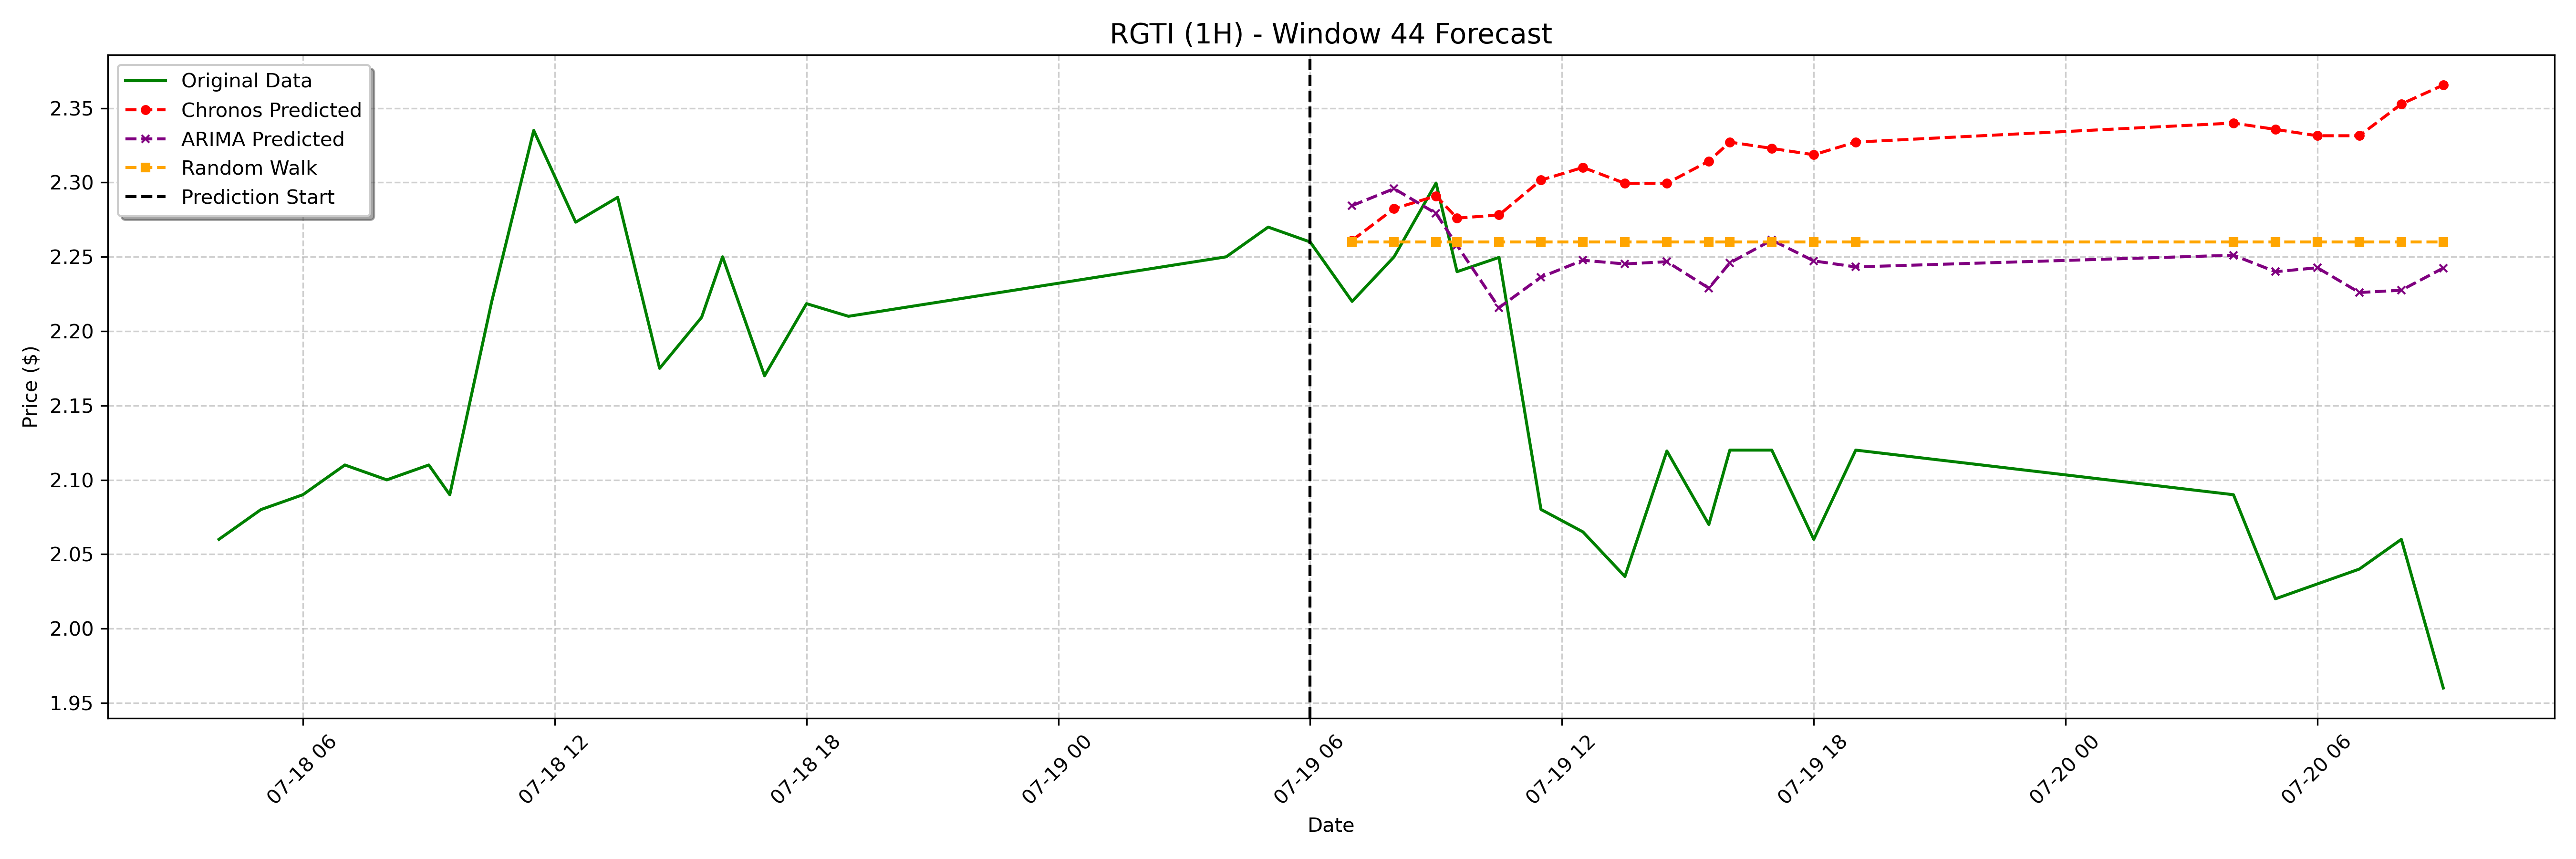 RGTI (1H) - Window 44 Forecast
Original Data
Chronos Predicted
ARIMA Predicted
Random Walk
Prediction Start
Price ($)
2.35
2.30
2.25
2.20
2.15
2.10
2.05
2.00
1.95
07-18 06
07-18 12
07-18 18
07-19 00
07-19 06
07-19 12
07-19 18
07-20 00
07-20 06
Date